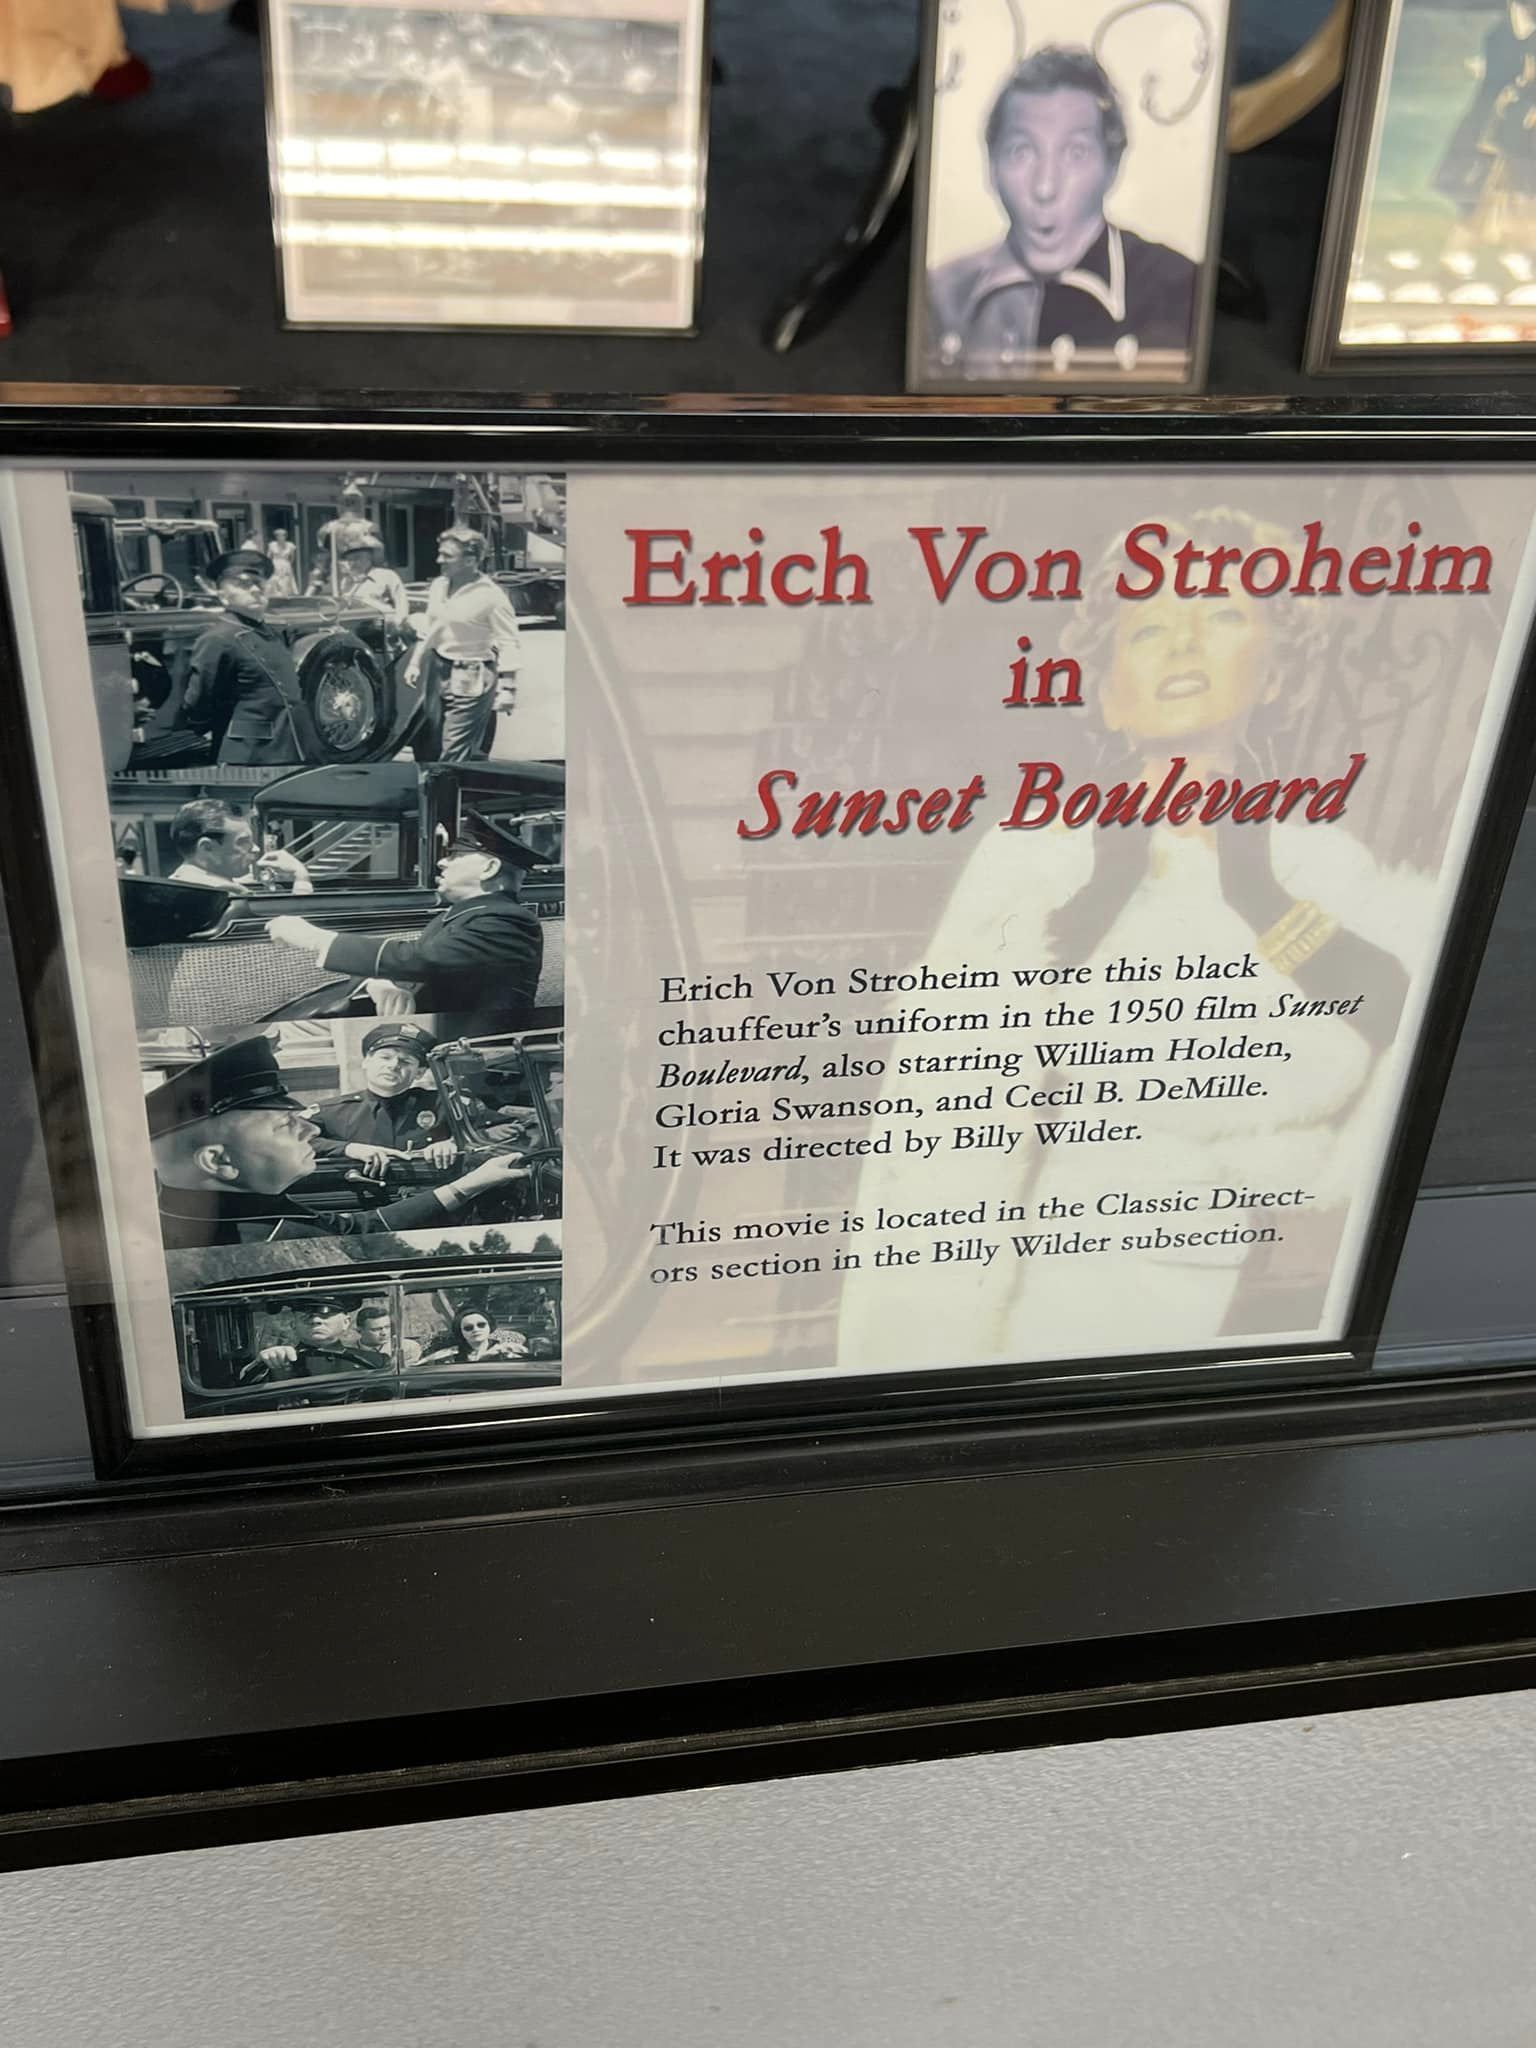 Erich Von Stroheim
in
Sunset Boulevard
Erich Von Stroheim wore this black
chauffeur's uniform in the 1950 film Sunset
Boulevard, also starring William Holden,
Gloria Swanson, and Cecil B. DeMille.
It was directed by Billy Wilder.
This movie is located in the Classic Direct-
ors section in the Billy Wilder subsection.